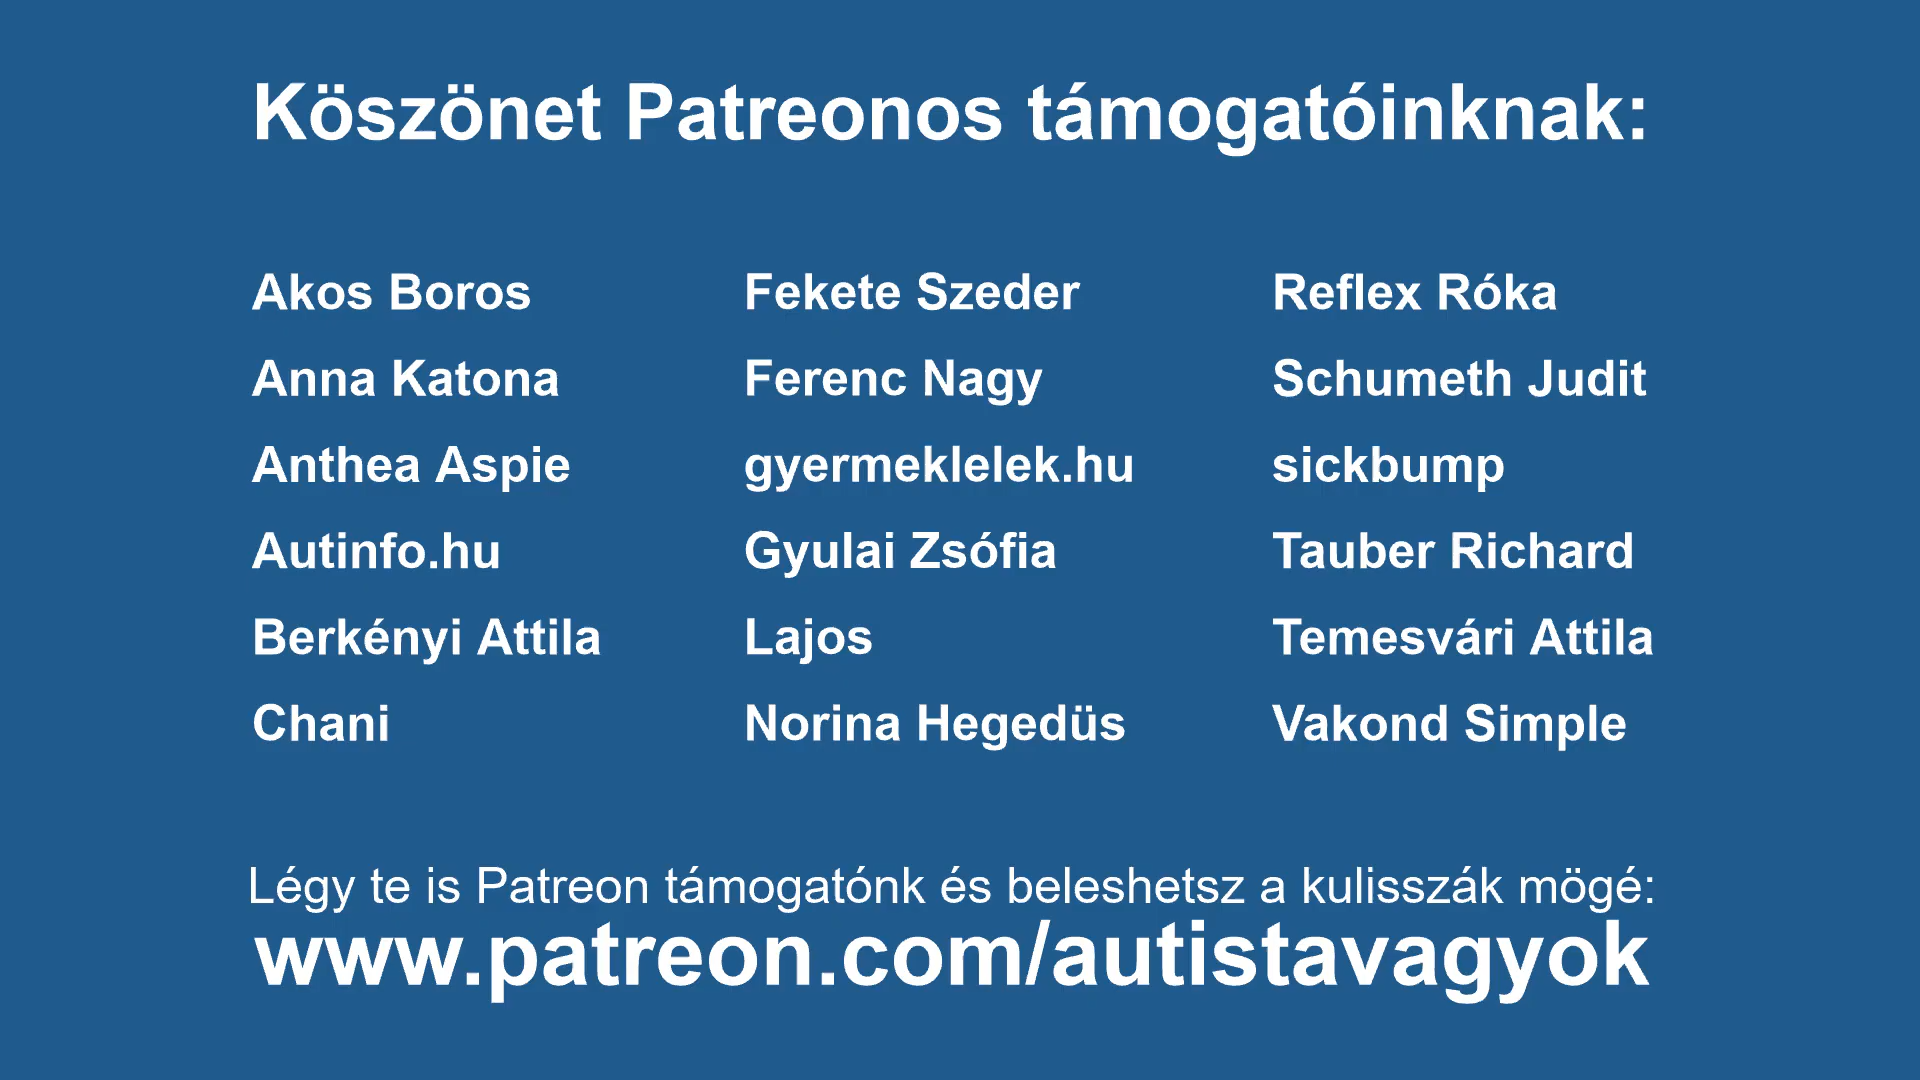 Köszönet Patreonos támogatóinknak:
Akos Boros
Anna Katona
Anthea Aspie
Autinfo.hu
Berkényi Attila
Chani
Fekete Szeder
Ferenc Nagy
gyermeklelek.hu
Gyulai Zsófia
Lajos
Norina Hegedüs
Reflex Róka
Schumeth Judit
sickbump
Tauber Richard
Temesvári Attila
Vakond Simple
Légy te is Patreon támogatónk és beleshetsz a kulisszák mögé:
www.patreon.com/autistavagyok